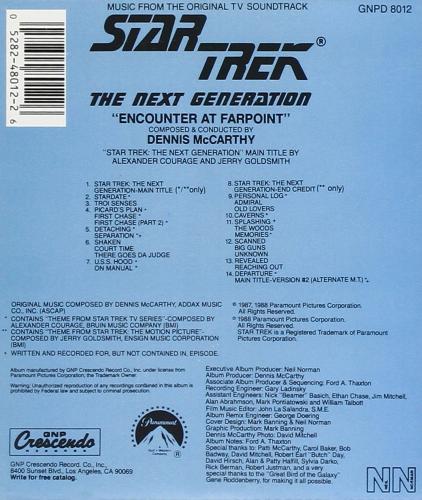 MUSIC FROM THE ORIGINAL TV SOUNDTRACK
GNPD 8012
0 52824-80122 6
STAR TREK®
THE NEXT GENERATION
"ENCOUNTER AT FARPOINT"
COMPOSED & CONDUCTED BY
DENNIS McCARTHY
"STAR TREK: THE NEXT GENERATION" MAIN TITLE BY
ALEXANDER COURAGE AND JERRY GOLDSMITH
1. STAR TREK: THE NEXT
GENERATION-MAIN TITLE (*/**only)
2. STARDATE +
3. TROI SENSES
4. PICARD'S PLAN +
FIRST CHASE +
FIRST CHASE (PART 2) +
5. DETACHING *
SEPARATION *+
6. SHAKEN
COURT TIME
THERE GOES DA JUDGE
7. U.S.S. HOOD *
ON MANUAL *
8. STAR TREK: THE NEXT
GENERATION-END CREDIT (** only)
9. PERSONAL LOG *
ADMIRAL
OLD LOVERS
10. CAVERNS +
11. SPLASHING +
THE WOODS
MEMORIES *
12. SCANNED
BIG GUNS
UNKNOWN
13. REVEALED
REACHING OUT
14. DEPARTURE *
MAIN TITLE-VERSION #2 (ALTERNATE M.T.) *+
ORIGINAL MUSIC COMPOSED BY DENNIS McCARTHY, ADDAX MUSIC
CO., INC. (ASCAP)
* CONTAINS "THEME FROM STAR TREK TV SERIES"-COMPOSED BY
ALEXANDER COURAGE, BRUIN MUSIC COMPANY (BMI)
** CONTAINS "THEME FROM STAR TREK: THE MOTION PICTURE"-
COMPOSED BY JERRY GOLDSMITH, ENSIGN MUSIC CORPORATION
(BMI)
+ WRITTEN AND RECORDED FOR, BUT NOT CONTAINED IN, EPISODE.
℗ 1987, 1988 Paramount Pictures Corporation.
All Rights Reserved.
© 1988 Paramount Pictures Corporation.
All Rights Reserved.
STAR TREK is a Registered Trademark of Paramount
Pictures Corporation.
Album manufactured by GNP Crescendo Record Co., Inc. under license from
Paramount Pictures Corporation, the Trademark Owner.
Warning: Unauthorized reproduction of any recordings contained in this album is
prohibited by Federal law and subject to criminal prosecution.
GNP
Crescendo
Paramount
GNP Crescendo Record Co., Inc.,
8400 Sunset Blvd., Los Angeles, CA 90069
Write for free catalog.
Executive Album Producer: Neil Norman
Album Producer: Dennis McCarthy
Associate Album Producer & Sequencing: Ford A. Thaxton
Recording Engineer: Gary Ladinsky
Assistant Engineers: Nick "Beamer" Basich, Ethan Chase, Jim Mitchell,
Alan Abrahmson, Mark Pontiatowski and William Talbott
Film Music Editor: John La Salandra, S.M.E.
Album Remix Engineer: George Doering
Cover Design: Mark Banning & Neil Norman
Graphic Production: Mark Banning
Dennis McCarthy Photo: David Mitchell
Album Notes: Ford A. Thaxton
Special thanks to: Patti McCarthy, Carol Baker, Bob
Badway, David Mitchell, Robert Earl "Butch" Day,
David Hirsch, Alan & Patty Halfill, Sylvia Darko,
Rick Berman, Robert Justman, and a very
special thanks to the "Great Bird of the Galaxy"
Gene Roddenberry, for making it all possible.
NN